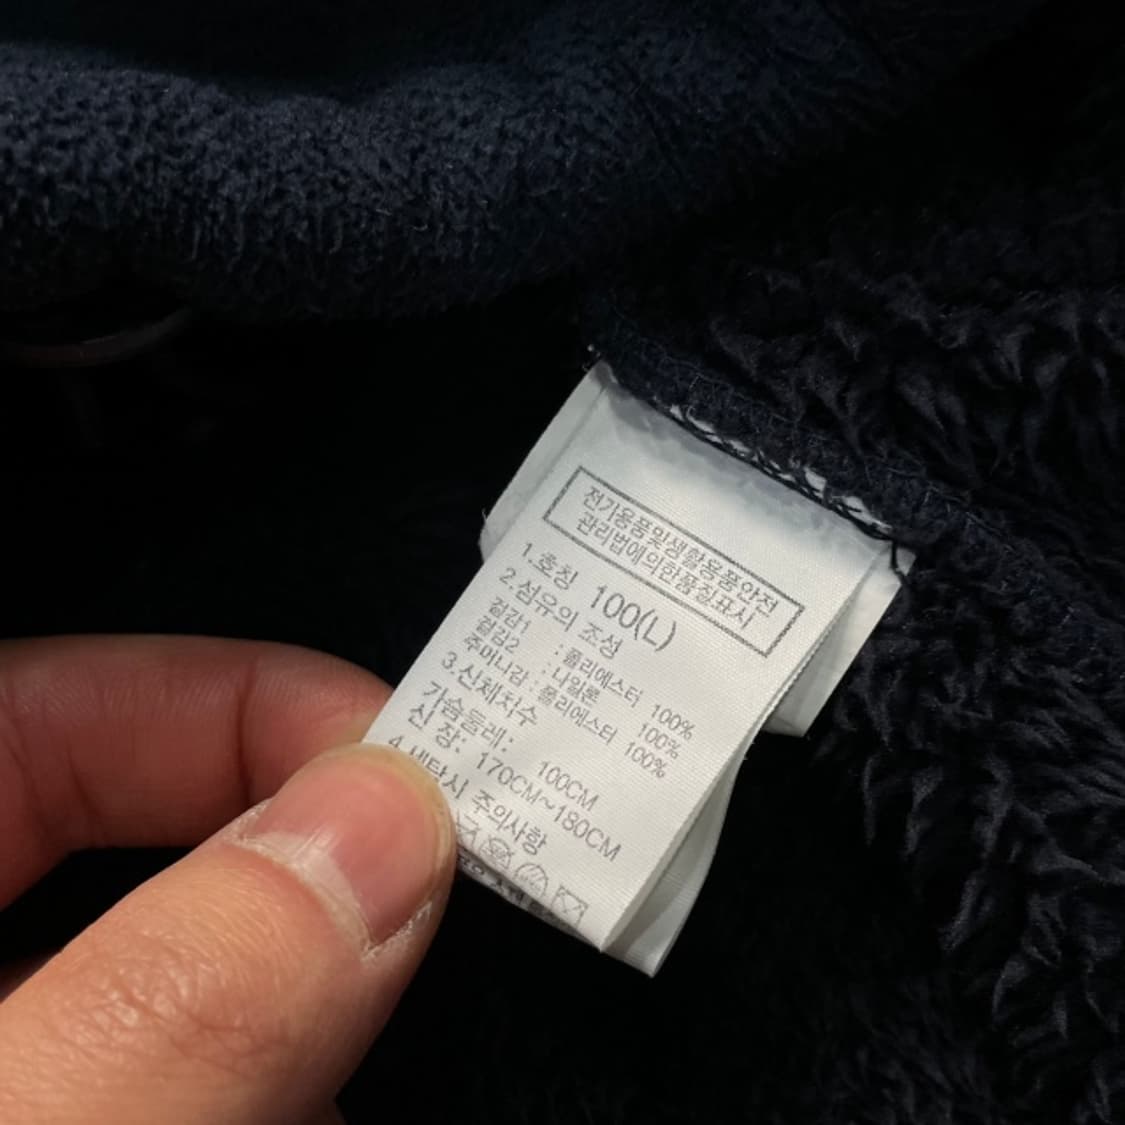 전기용품및생활용품안전
관리법에의한품질표시
1.호칭 100(L)
2.섬유의 조성
겉감1 :폴리에스터 100%
겉감2 :나일론 100%
주머니감 :폴리에스터 100%
3.신체치수
가슴둘레: 100CM
신 장: 170CM~180CM
4.세탁시 주의사항